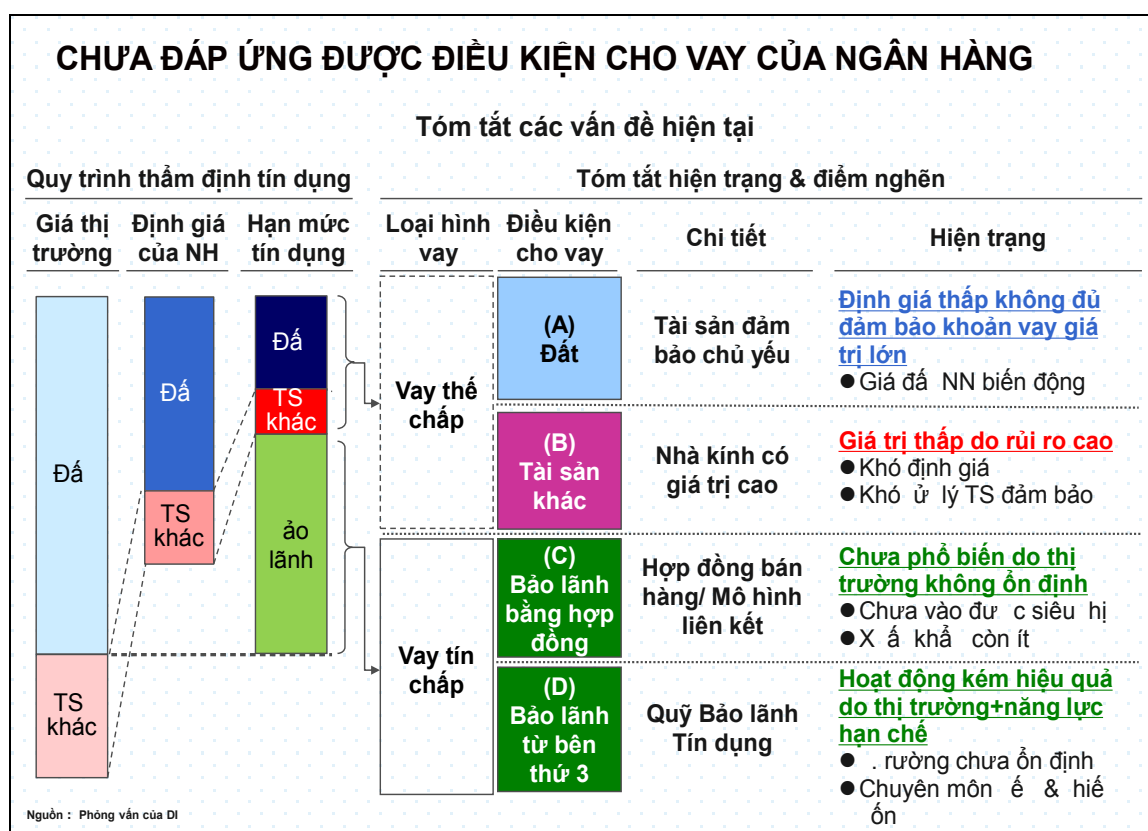 CHƯA ĐÁP ỨNG ĐƯỢC ĐIỀU KIỆN CHO VAY CỦA NGÂN HÀNG
Tóm tắt các vấn đề hiện tại
Quy trình thẩm định tín dụng
Tóm tắt hiện trạng & điểm nghẽn
Giá thị
trường
Định giá
của NH
Hạn mức
tín dụng
Loại hình
vay
Điều kiện
cho vay
Chi tiết
Hiện trạng
Đấ
TS
khác
Đấ
TS
khác
Đấ
TS
khác
ảo
lãnh
Vay thế
chấp
(A)
Đất
Tài sản đảm
bảo chủ yếu
Định giá thấp không đủ
đảm bảo khoản vay giá
trị lớn
● Giá đấ NN biến động
(B)
Tài sản
khác
Nhà kính có
giá trị cao
Giá trị thấp do rủi ro cao
● Khó định giá
● Khó ử lý TS đảm bảo
Vay tín
chấp
(C)
Bảo lãnh
bằng hợp
đồng
Hợp đồng bán
hàng/ Mô hình
liên kết
Chưa phổ biến do thị
trường không ổn định
● Chưa vào đư c siêu hị
● X ấ khẩ còn ít
(D)
Bảo lãnh
từ bên
thứ 3
Quỹ Bảo lãnh
Tín dụng
Hoạt động kém hiệu quả
do thị trường+năng lực
hạn chế
● . rường chưa ổn định
● Chuyên môn ế & hiế
ốn
Nguồn : Phỏng vấn của DI